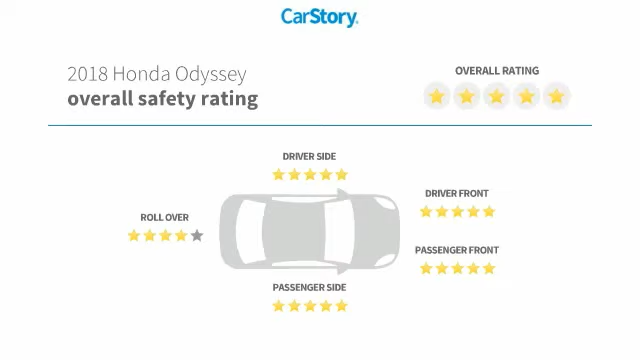 CarStory
2018 Honda Odyssey
overall safety rating
OVERALL RATING
DRIVER SIDE
DRIVER FRONT
ROLL OVER
PASSENGER FRONT
PASSENGER SIDE